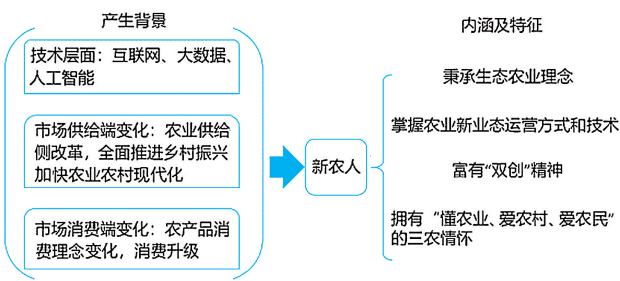 产生背景
技术层面：互联网、大数据、
人工智能
市场供给端变化：农业供给
侧改革，全面推进乡村振兴
加快农业农村现代化
市场消费端变化：农产品消
费理念变化，消费升级
新农人
内涵及特征
秉承生态农业理念
掌握农业新业态运营方式和技术
富有“双创”精神
拥有“懂农业、爱农村、爱农民”
的三农情怀